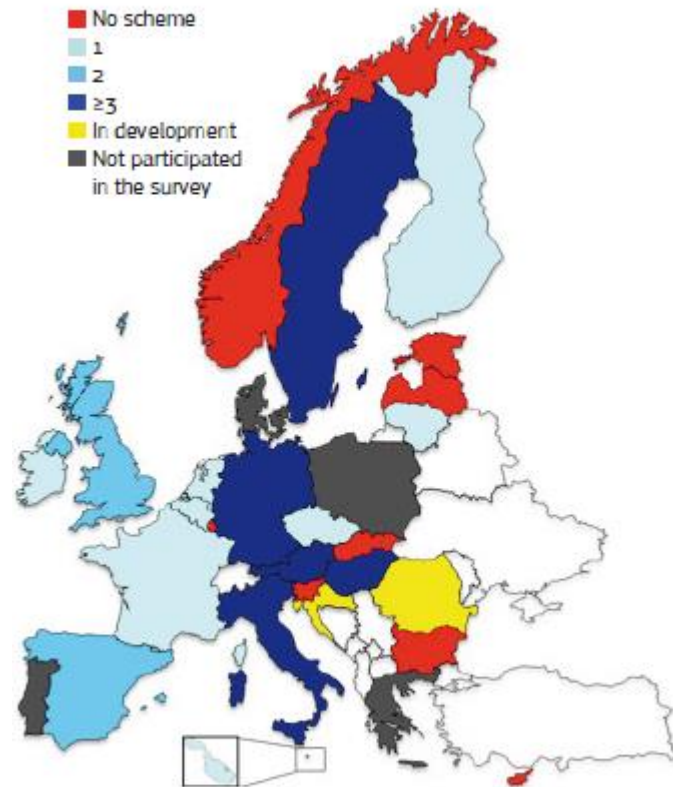 No scheme
1
2
≥3
In development
Not participated
in the survey